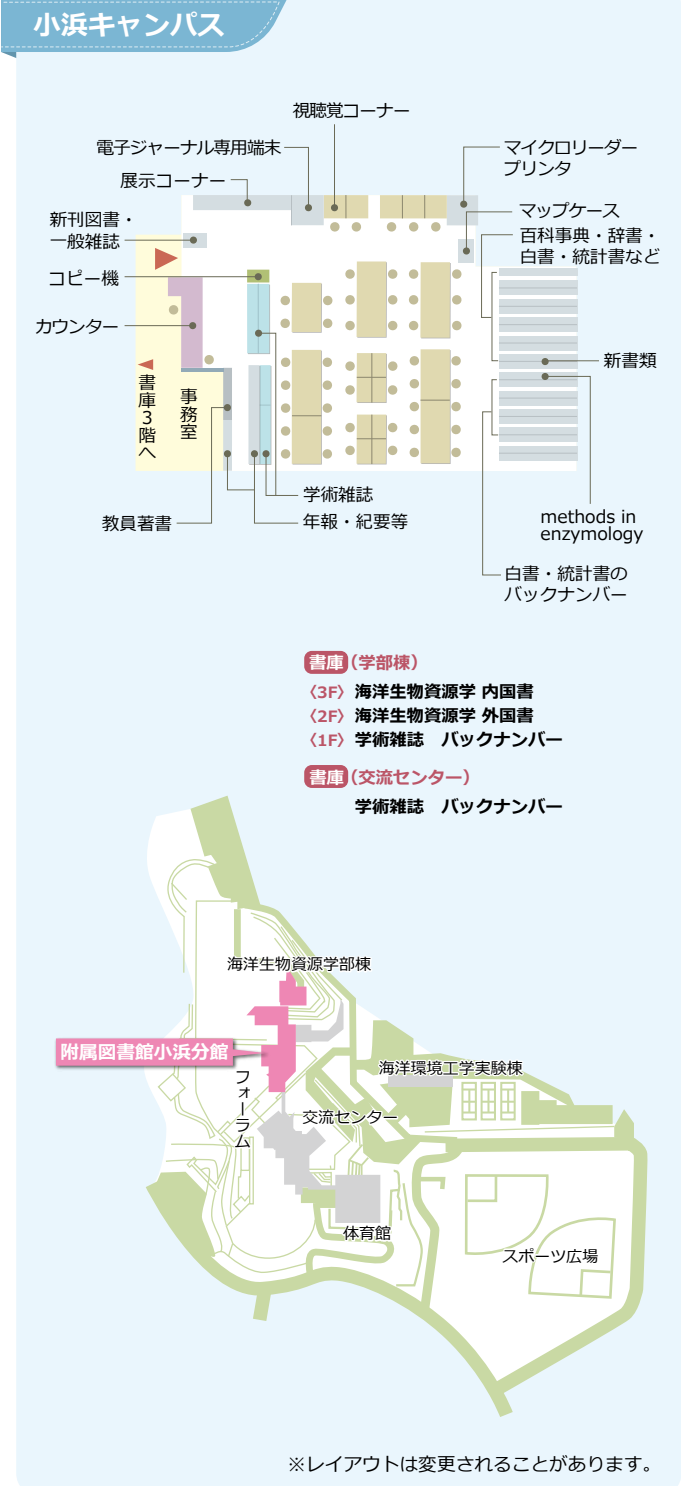 小浜キャンパス
視聴覚コーナー
電子ジャーナル専用端末
マイクロリーダー
プリンタ
展示コーナー
マップケース
新刊図書・
一般雑誌
百科事典・辞書・
白書・統計書など
コピー機
カウンター
新書類
書庫3階へ
事務室
学術雑誌
教員著書
年報・紀要等
methods in
enzymology
白書・統計書の
バックナンバー
書庫（学部棟）
〈3F〉海洋生物資源学 内国書
〈2F〉海洋生物資源学 外国書
〈1F〉学術雑誌　バックナンバー
書庫（交流センター）
学術雑誌　バックナンバー
海洋生物資源学部棟
附属図書館小浜分館
海洋環境工学実験棟
フォーラム
交流センター
体育館
スポーツ広場
※レイアウトは変更されることがあります。